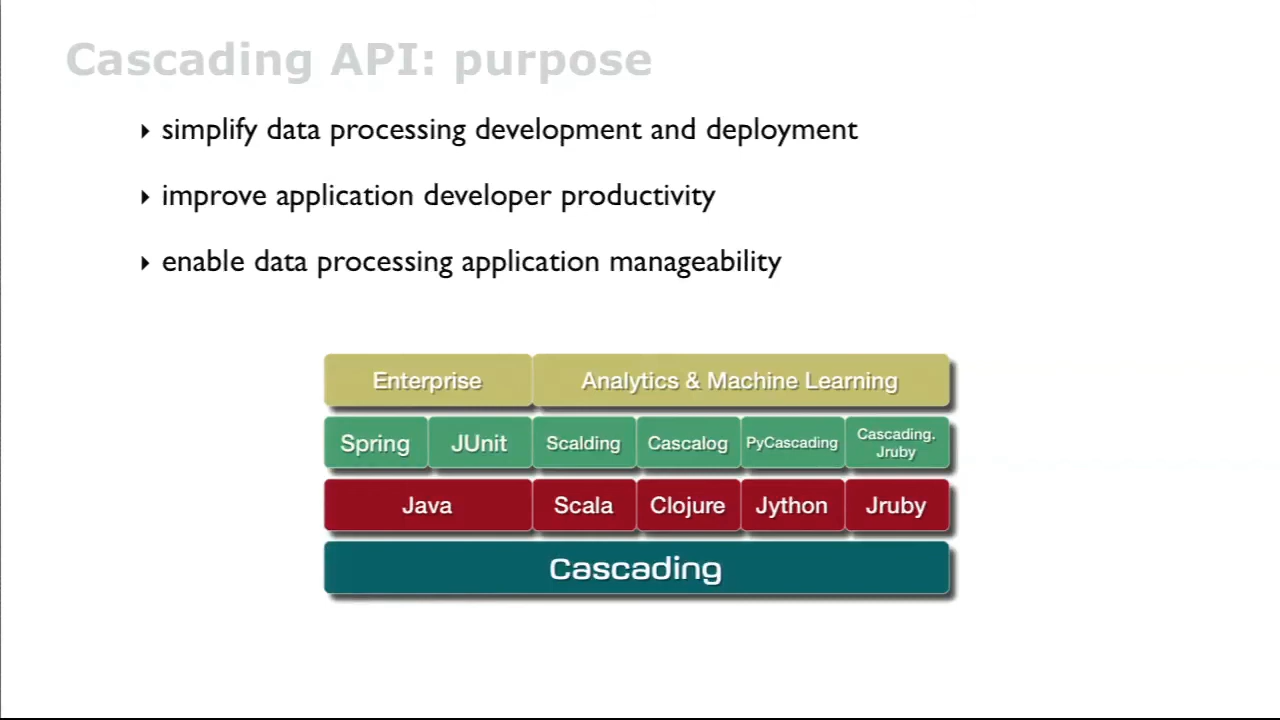 Cascading API: purpose
‣ simplify data processing development and deployment
‣ improve application developer productivity
‣ enable data processing application manageability
Enterprise Analytics & Machine Learning
Spring JUnit Scalding Cascalog PyCascading Cascading.
Jruby
Java Scala Clojure Jython Jruby
Cascading